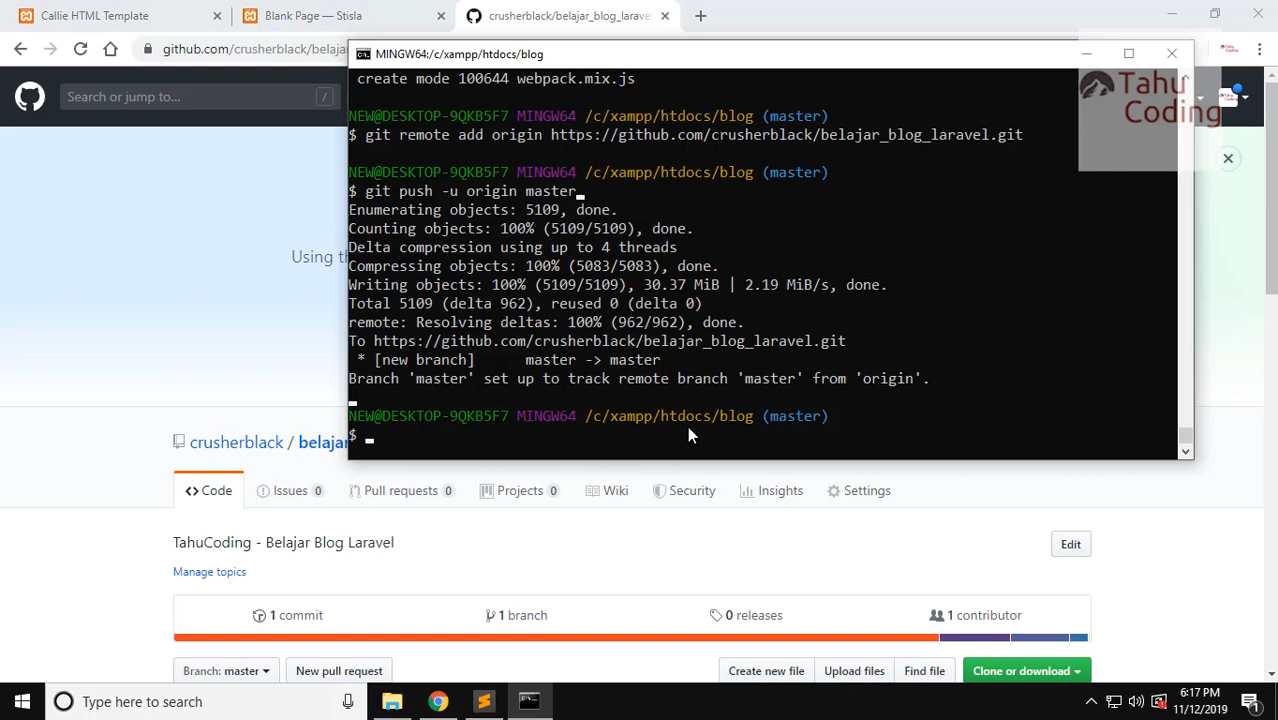 Callie HTML Template
Blank Page — Stisla
crusherblack/belajar_blog_larave
github.com/crusherblack/belaja
MINGW64:/c/xampp/htdocs/blog
Search or jump to...
/
create mode 100644 webpack.mix.js
Tahu
Coding
NEW@DESKTOP-9QKB5F7 MINGW64 /c/xampp/htdocs/blog (master)
$ git remote add origin https://github.com/crusherblack/belajar_blog_laravel.git
NEW@DESKTOP-9QKB5F7 MINGW64 /c/xampp/htdocs/blog (master)
$ git push -u origin master
Enumerating objects: 5109, done.
Counting objects: 100% (5109/5109), done.
Delta compression using up to 4 threads
Compressing objects: 100% (5083/5083), done.
Writing objects: 100% (5109/5109), 30.37 MiB | 2.19 MiB/s, done.
Total 5109 (delta 962), reused 0 (delta 0)
remote: Resolving deltas: 100% (962/962), done.
To https://github.com/crusherblack/belajar_blog_laravel.git
* [new branch] master -> master
Branch 'master' set up to track remote branch 'master' from 'origin'.
NEW@DESKTOP-9QKB5F7 MINGW64 /c/xampp/htdocs/blog (master)
$
Using th
crusherblack / belajar
Code Issues 0 Pull requests 0 Projects 0 Wiki Security Insights Settings
TahuCoding - Belajar Blog Laravel
Edit
Manage topics
1 commit 1 branch 0 releases 1 contributor
Branch: master New pull request Create new file Upload files Find file Clone or download
Type here to search
6:17 PM
11/12/2019
1